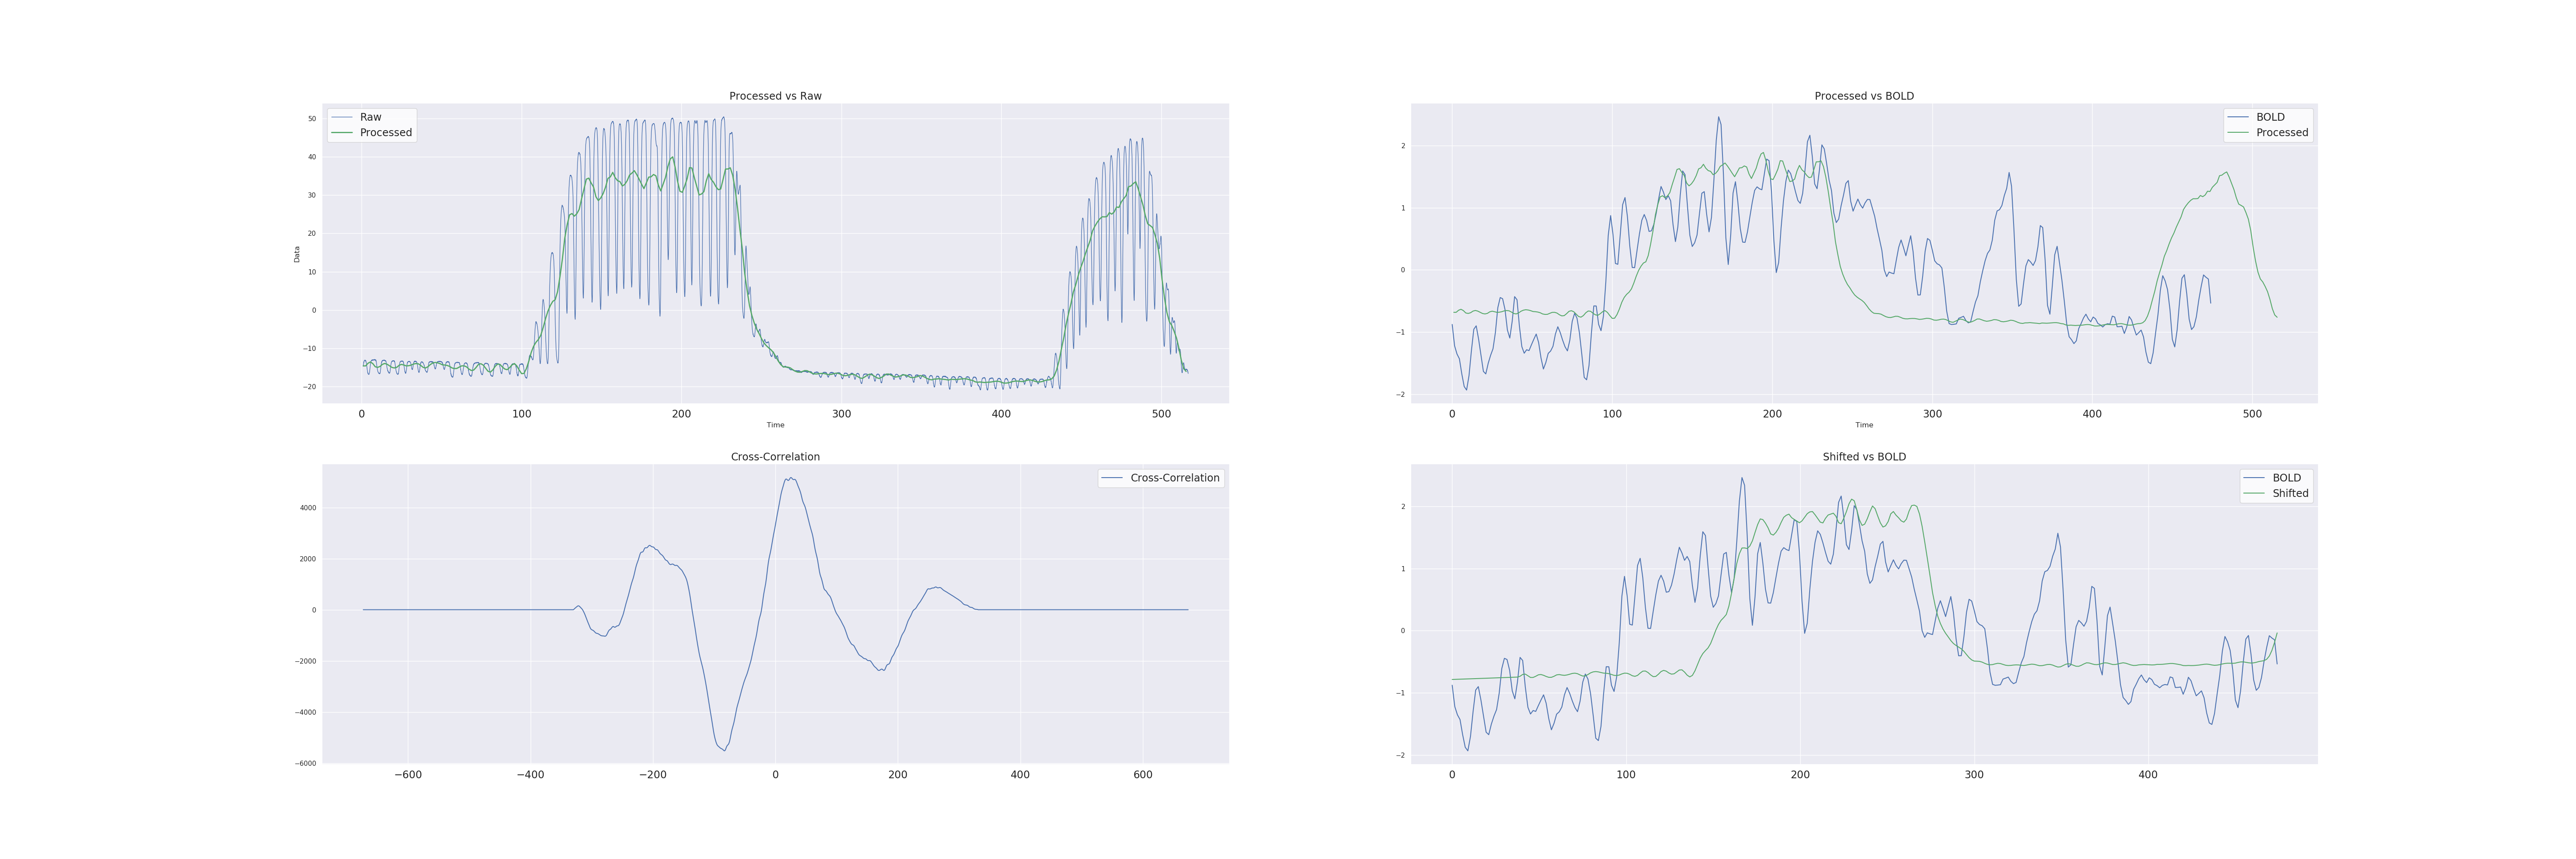 Processed vs Raw
Raw
Processed
50
40
30
20
10
0
−10
−20
Data
0 100 200 300 400 500
Time
Processed vs BOLD
BOLD
Processed
2
1
0
−1
−2
0 100 200 300 400 500
Time
Cross-Correlation
Cross-Correlation
4000
2000
0
−2000
−4000
−6000
−600 −400 −200 0 200 400 600
Shifted vs BOLD
BOLD
Shifted
2
1
0
−1
−2
0 100 200 300 400